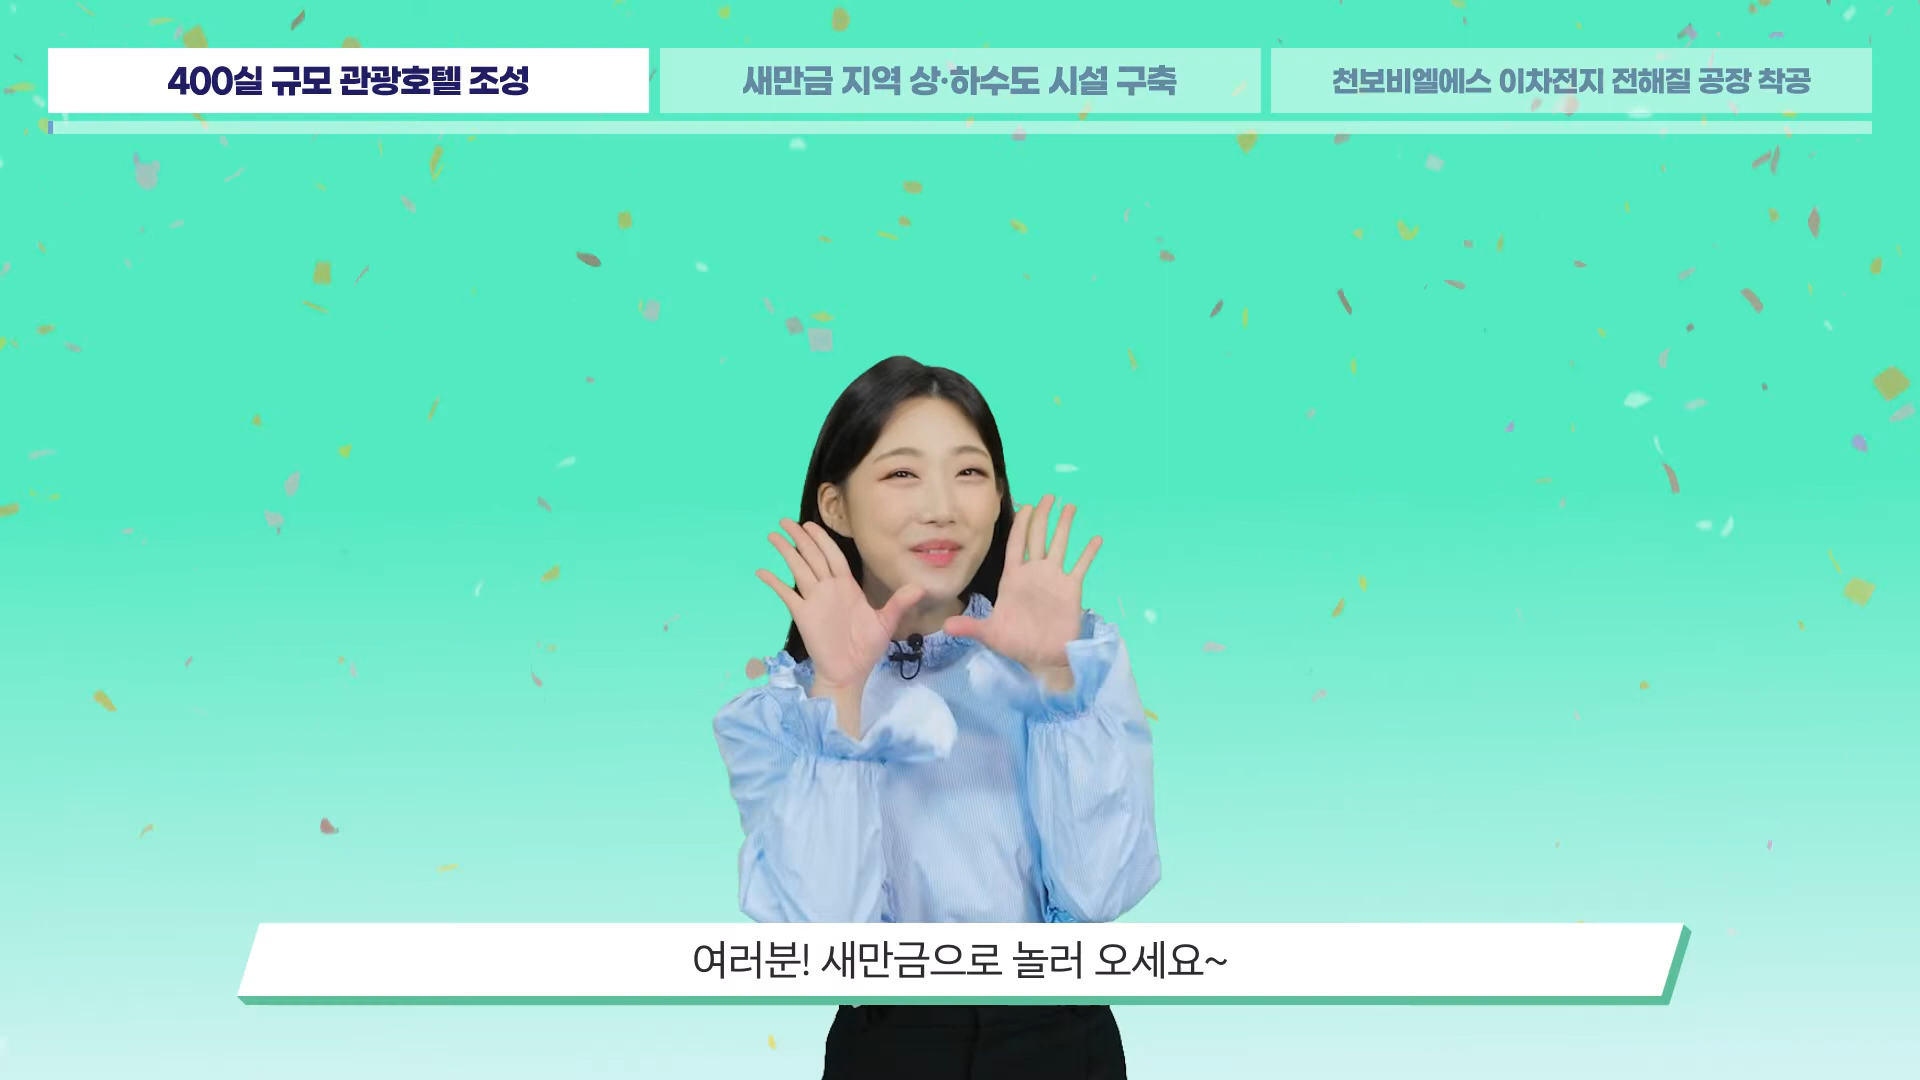 400실 규모 관광호텔 조성
새만금 지역 상·하수도 시설 구축
천보비엘에스 이차전지 전해질 공장 착공
여러분! 새만금으로 놀러 오세요~